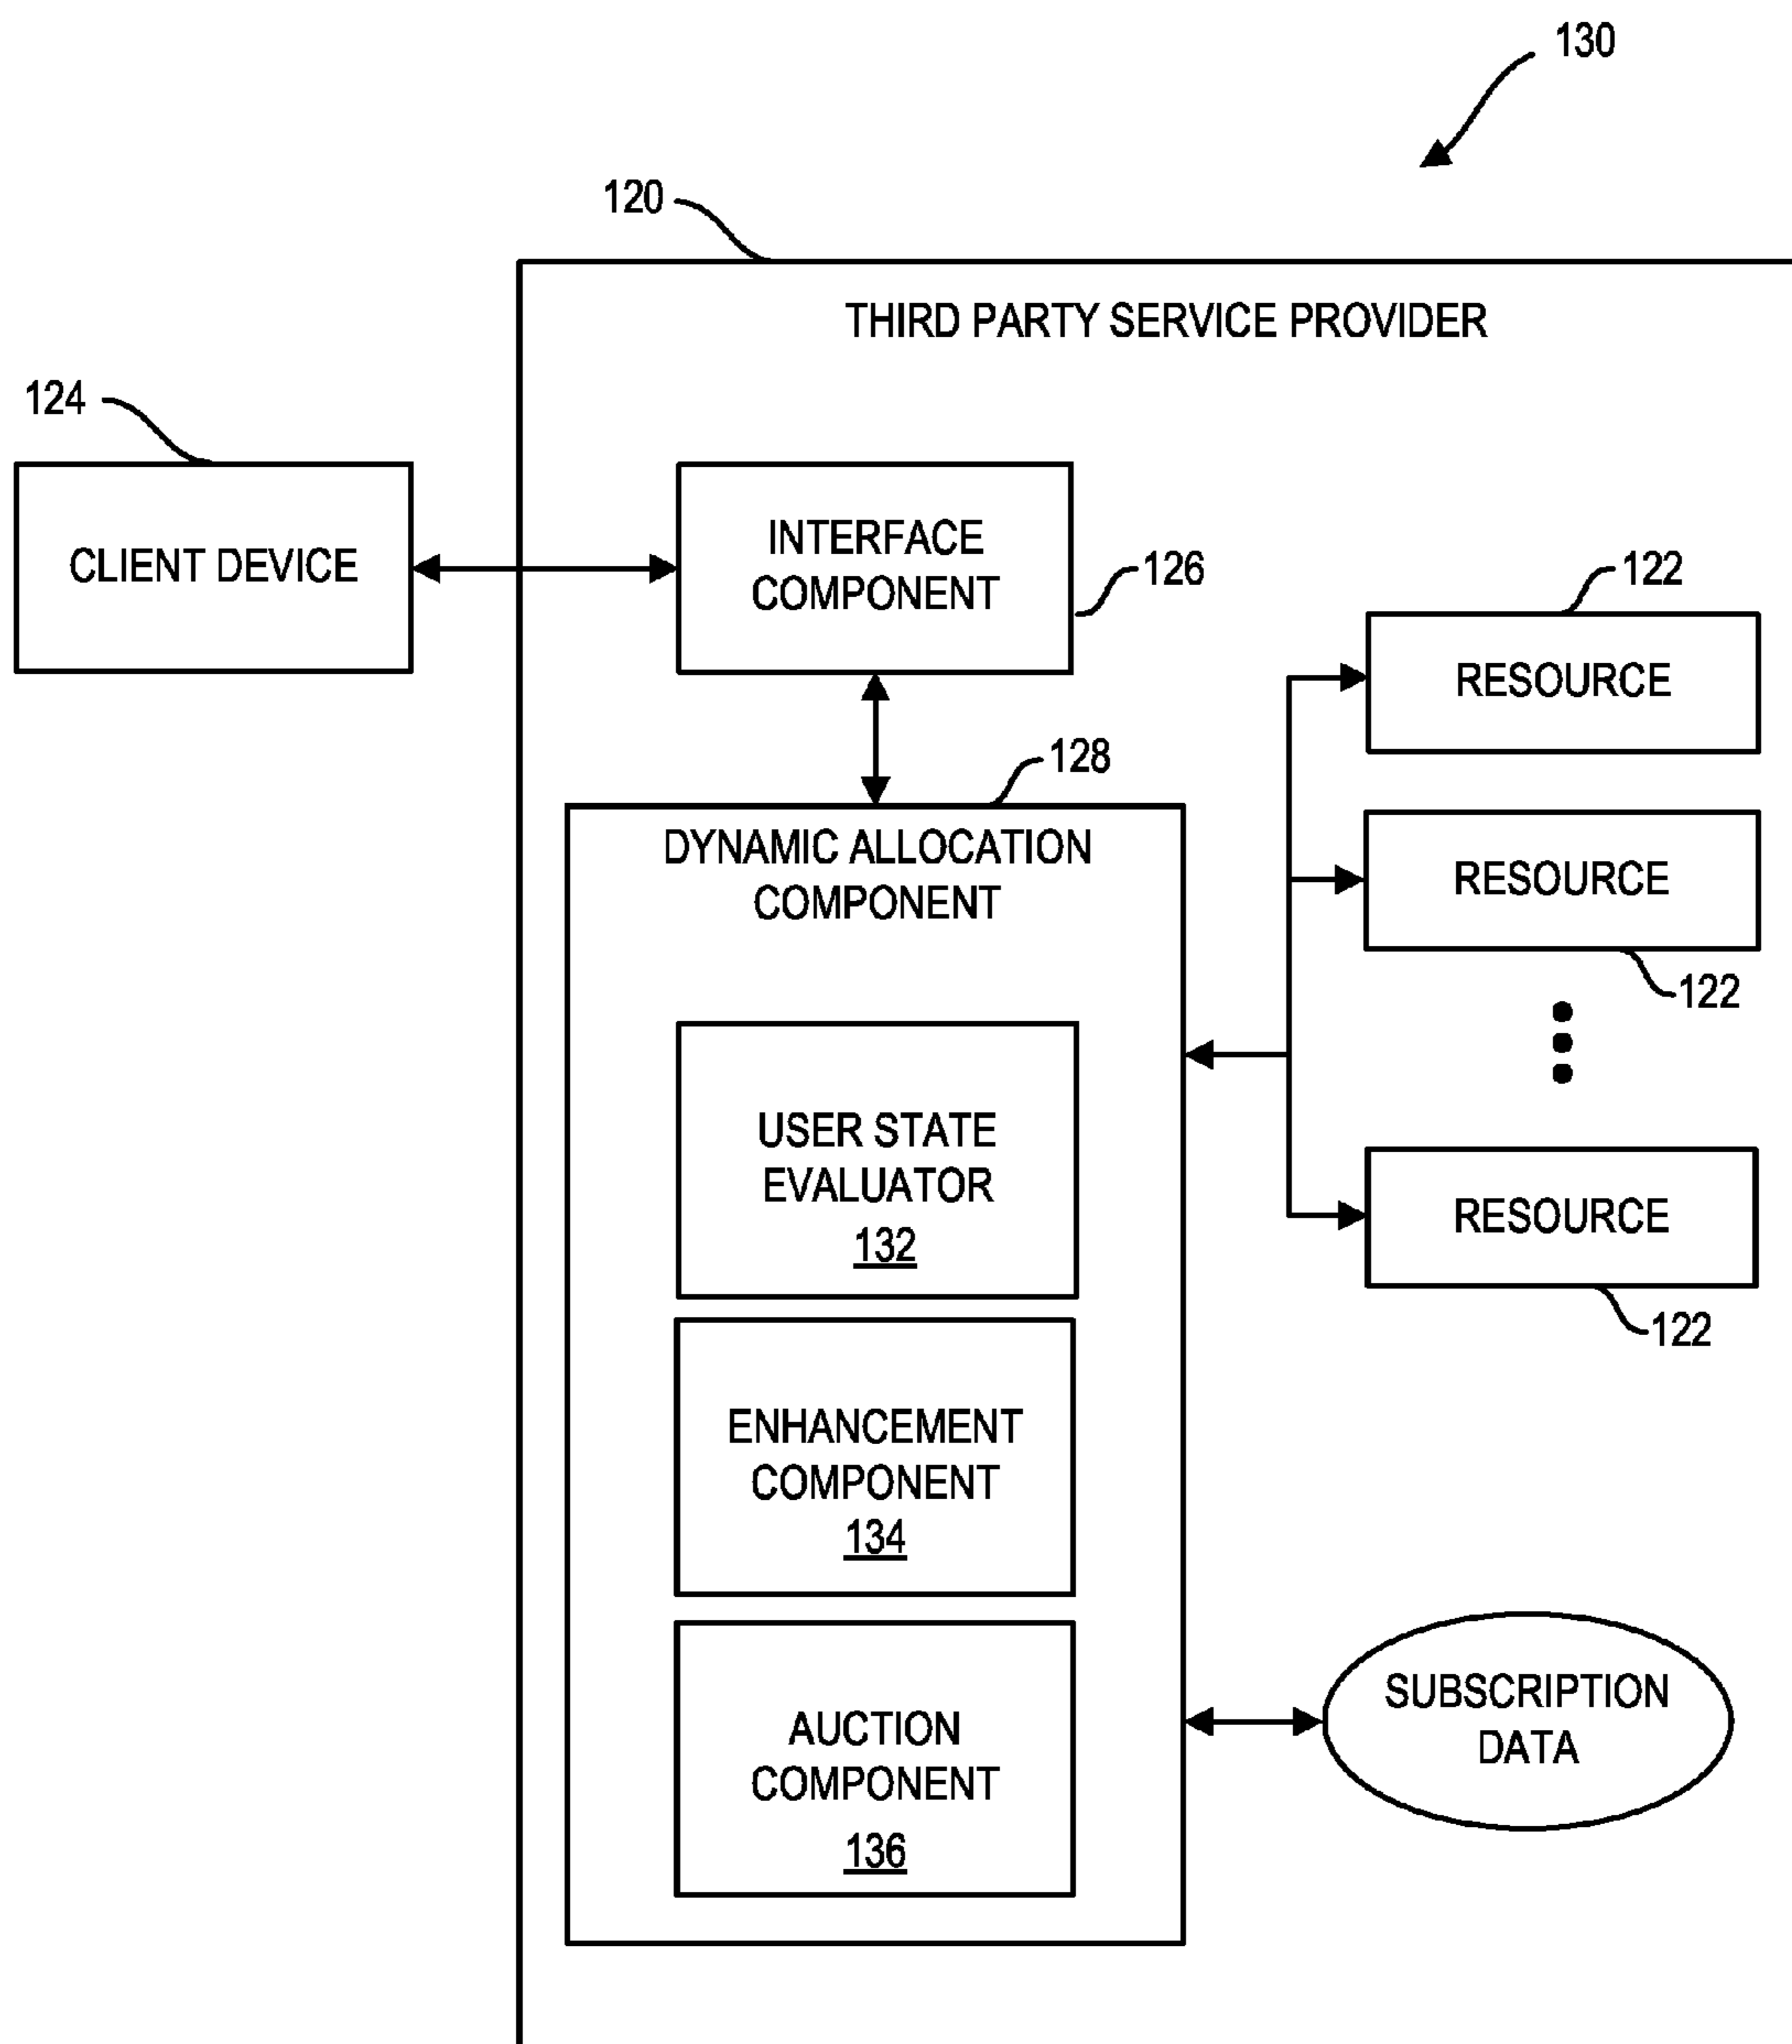 130
120
THIRD PARTY SERVICE PROVIDER
124
CLIENT DEVICE
INTERFACE
COMPONENT
126
122
RESOURCE
128
DYNAMIC ALLOCATION
COMPONENT
RESOURCE
122
USER STATE
EVALUATOR
132
RESOURCE
122
ENHANCEMENT
COMPONENT
134
AUCTION
COMPONENT
136
SUBSCRIPTION
DATA